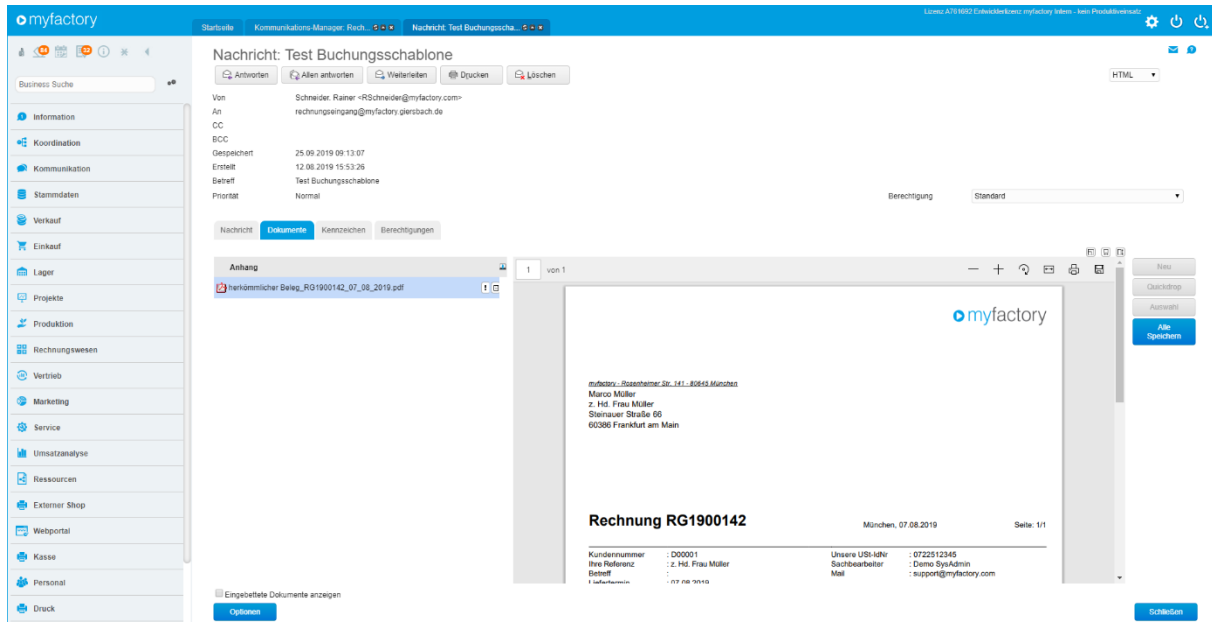 myfactory
Lizenz A761692 Entwicklerlizenz myfactory Intern - kein Produktiveinsatz
Startseite
Kommunikations-Manager: Rech...
Nachricht: Test Buchungsscha...
Business Suche
Information
Koordination
Kommunikation
Stammdaten
Verkauf
Einkauf
Lager
Projekte
Produktion
Rechnungswesen
Vertrieb
Marketing
Service
Umsatzanalyse
Ressourcen
Externer Shop
Webportal
Kasse
Personal
Druck
Nachricht: Test Buchungsschablone
Antworten Allen antworten Weiterleiten Drucken Löschen
HTML
Von Schneider, Rainer <RSchneider@myfactory.com>
An rechnungseingang@myfactory.giersbach.de
CC
BCC
Gespeichert 25.09.2019 09:13:07
Erstellt 12.08.2019 15:53:26
Betreff Test Buchungsschablone
Priorität Normal
Berechtigung Standard
Nachricht Dokumente Kennzeichen Berechtigungen
Anhang
herkömmlicher Beleg_RG1900142_07_08_2019.pdf
1 von 1
Neu
Quickdrop
Auswahl
Alle
Speichern
myfactory
myfactory - Rosenheimer Str. 141 - 80645 München
Marco Müller
z. Hd. Frau Müller
Steinauer Straße 66
60386 Frankfurt am Main
Rechnung RG1900142 München, 07.08.2019 Seite: 1/1
Kundennummer : D00001 Unsere USt-IdNr : 0722512345
Ihre Referenz : z. Hd. Frau Müller Sachbearbeiter : Demo SysAdmin
Betreff : Mail : support@myfactory.com
Liefertermin : 07.08.2019
Eingebettete Dokumente anzeigen
Optionen
Schließen